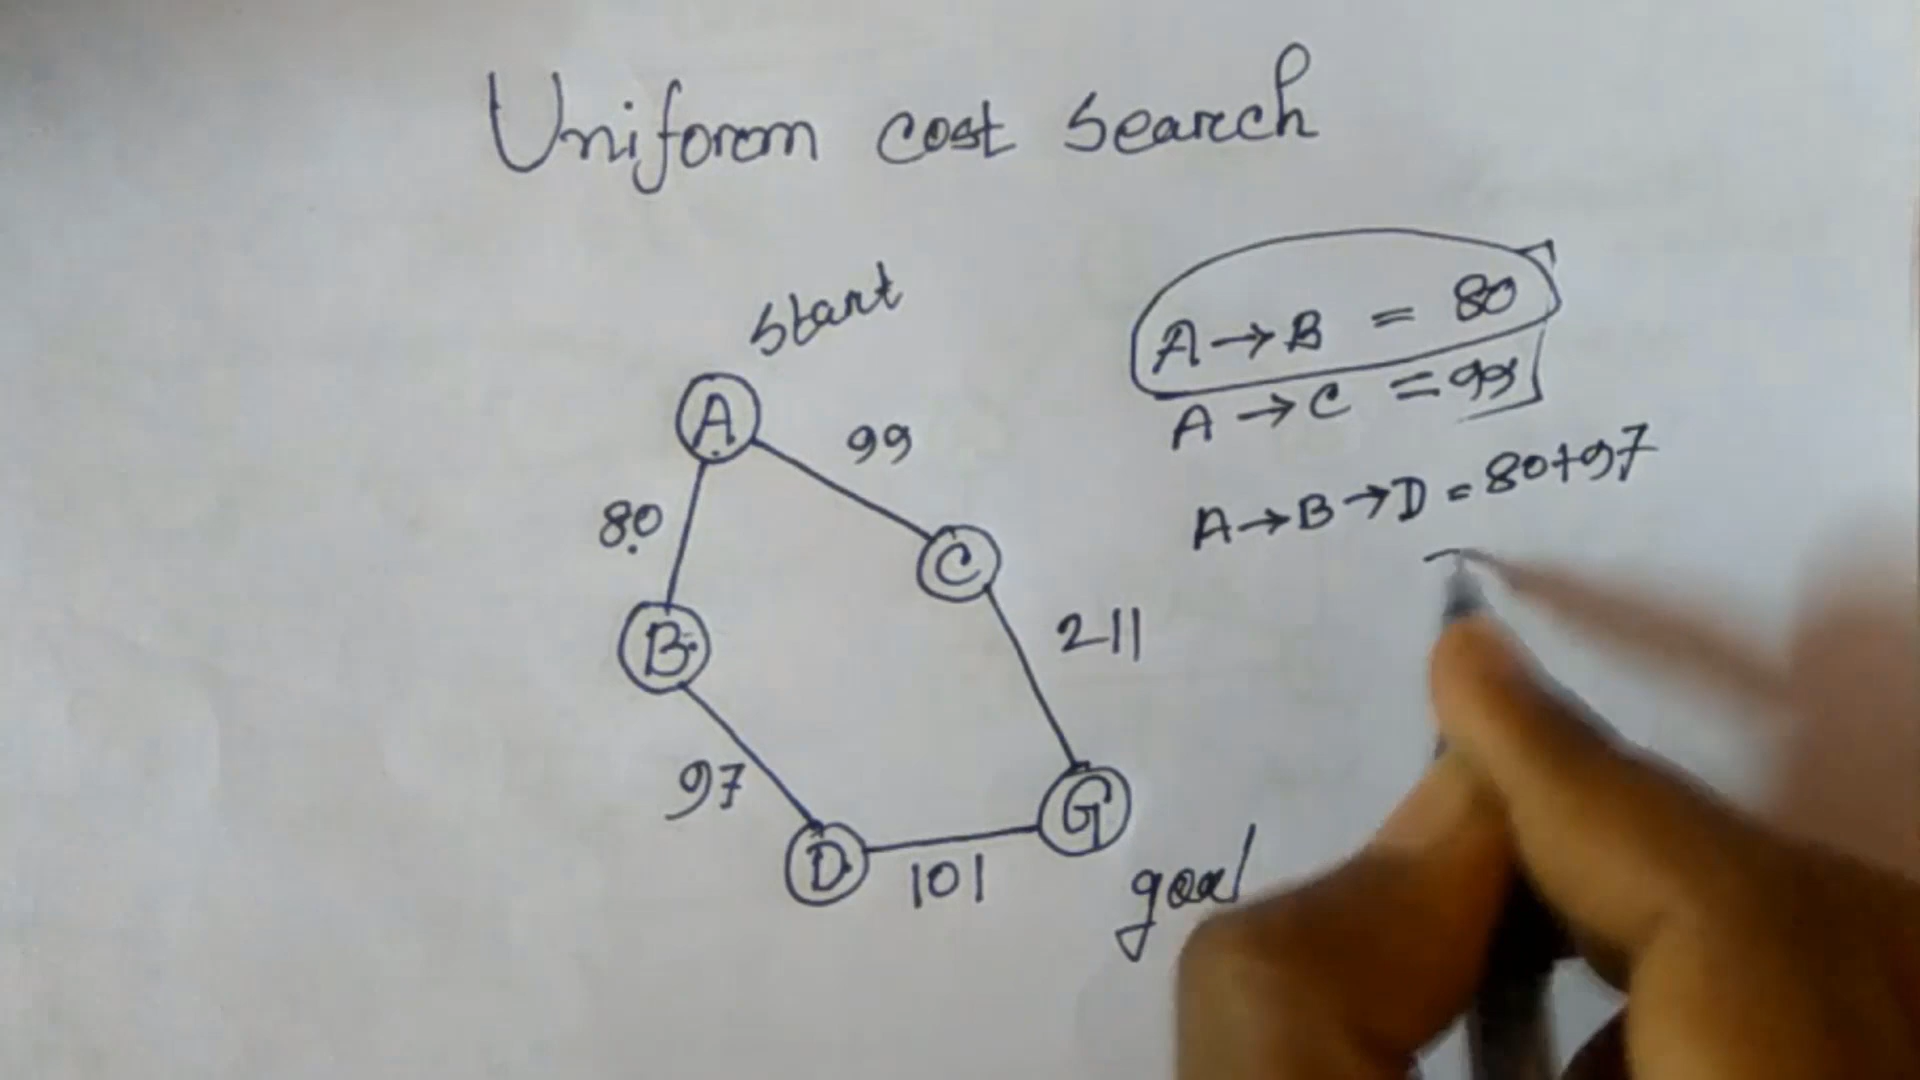 Uniform cost search
start
A → B = 80
A → C = 99
A → B → D = 80+97
A
99
80
C
B
211
97
G
D
101
goal